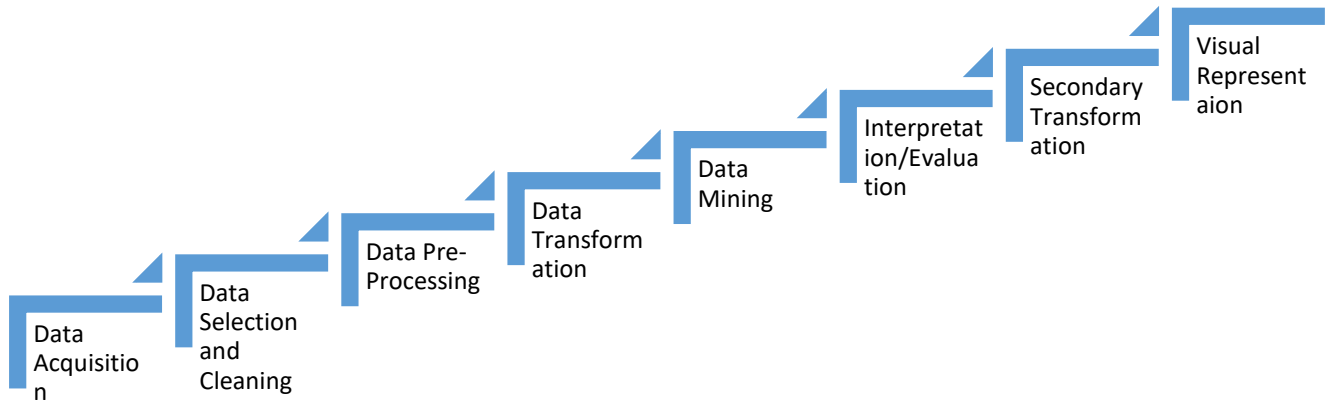 Data
Acquisitio
n
Data
Selection
and
Cleaning
Data Pre-
Processing
Data
Transform
ation
Data
Mining
Interpretat
ion/Evalua
tion
Secondary
Transform
ation
Visual
Represent
aion